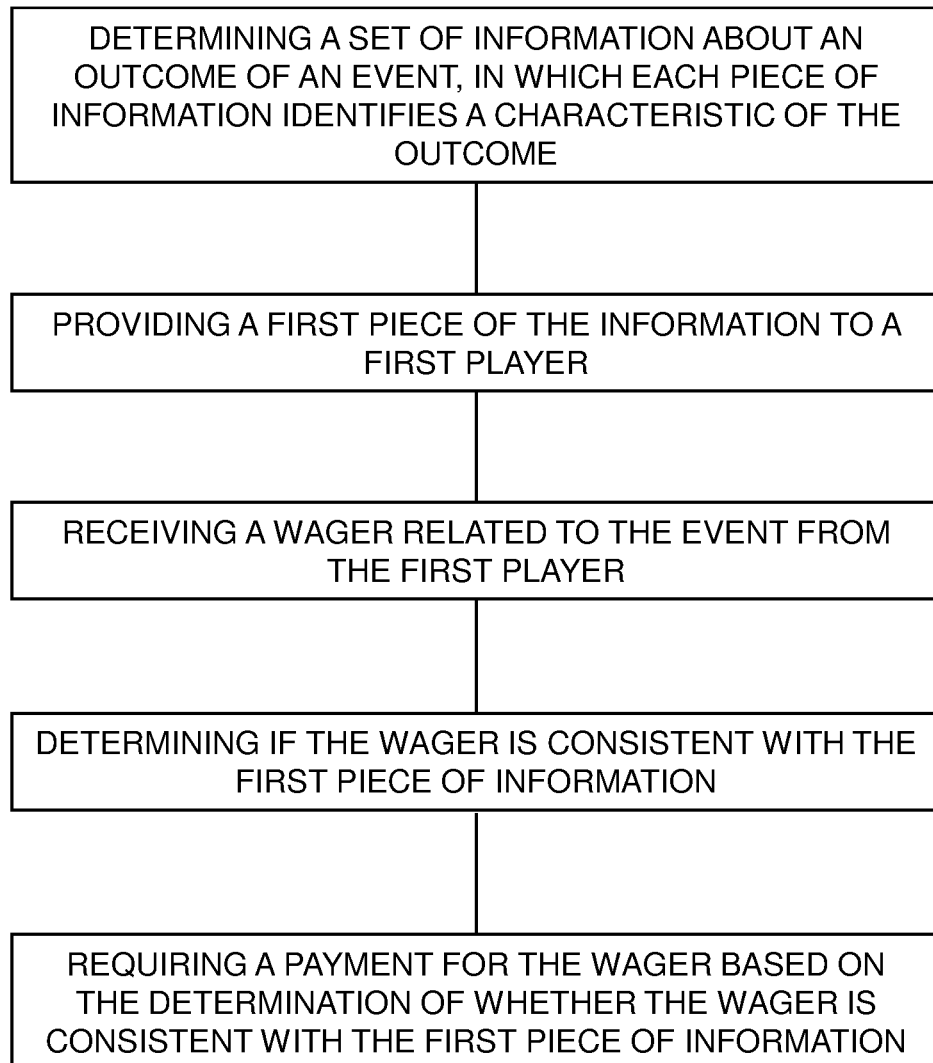 DETERMINING A SET OF INFORMATION ABOUT AN
OUTCOME OF AN EVENT, IN WHICH EACH PIECE OF
INFORMATION IDENTIFIES A CHARACTERISTIC OF THE
OUTCOME
PROVIDING A FIRST PIECE OF THE INFORMATION TO A
FIRST PLAYER
RECEIVING A WAGER RELATED TO THE EVENT FROM
THE FIRST PLAYER
DETERMINING IF THE WAGER IS CONSISTENT WITH THE
FIRST PIECE OF INFORMATION
REQUIRING A PAYMENT FOR THE WAGER BASED ON
THE DETERMINATION OF WHETHER THE WAGER IS
CONSISTENT WITH THE FIRST PIECE OF INFORMATION